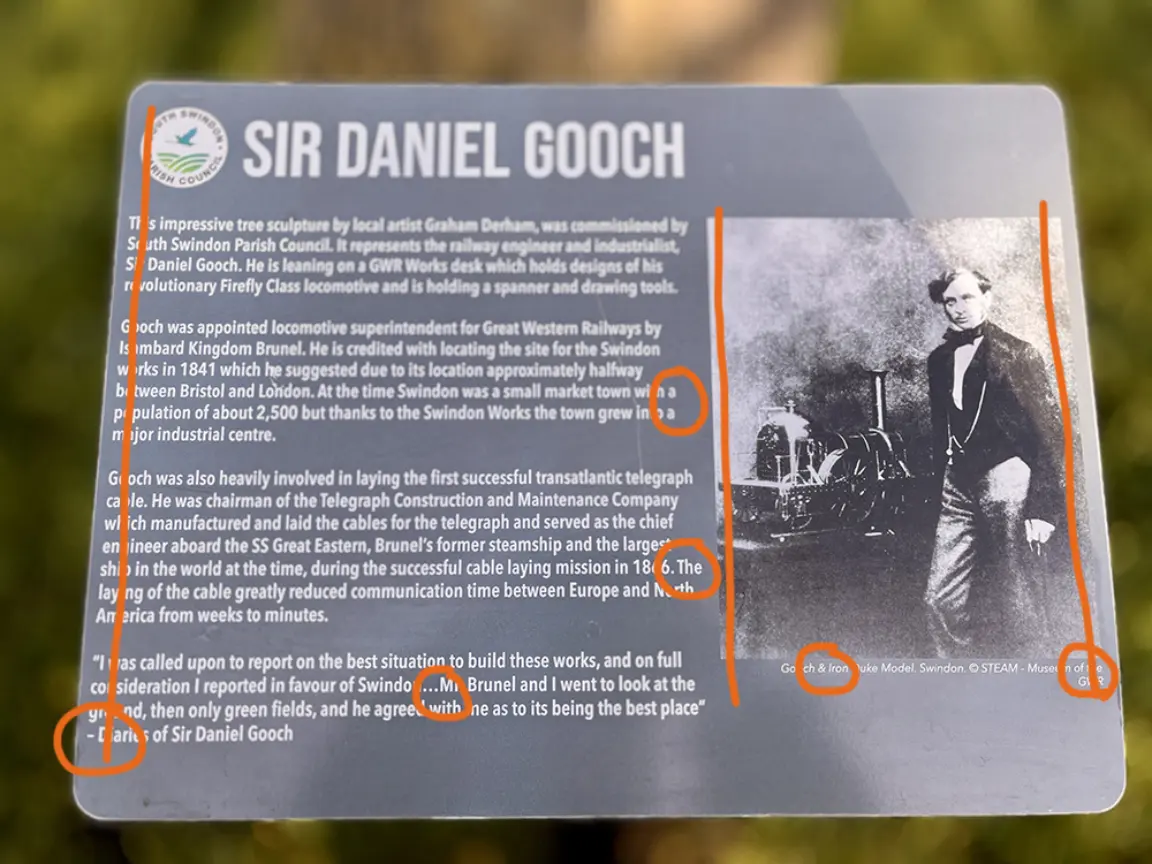 SOUTH SWINDON
PARISH COUNCIL
SIR DANIEL GOOCH
This impressive tree sculpture by local artist Graham Derham, was commissioned by
South Swindon Parish Council. It represents the railway engineer and industrialist,
Sir Daniel Gooch. He is leaning on a GWR Works desk which holds designs of his
revolutionary Firefly Class locomotive and is holding a spanner and drawing tools.
Gooch was appointed locomotive superintendent for Great Western Railways by
Isambard Kingdom Brunel. He is credited with locating the site for the Swindon
works in 1841 which he suggested due to its location approximately halfway
between Bristol and London. At the time Swindon was a small market town with a
population of about 2,500 but thanks to the Swindon Works the town grew into a
major industrial centre.
Gooch was also heavily involved in laying the first successful transatlantic telegraph
cable. He was chairman of the Telegraph Construction and Maintenance Company
which manufactured and laid the cables for the telegraph and served as the chief
engineer aboard the SS Great Eastern, Brunel's former steamship and the largest
ship in the world at the time, during the successful cable laying mission in 1866. The
laying of the cable greatly reduced communication time between Europe and North
America from weeks to minutes.
"I was called upon to report on the best situation to build these works, and on full
consideration I reported in favour of Swindon...Mr Brunel and I went to look at the
ground, then only green fields, and he agreed with me as to its being the best place"
– Diaries of Sir Daniel Gooch
Gooch & Iron Duke Model. Swindon. © STEAM - Museum of the
GWR